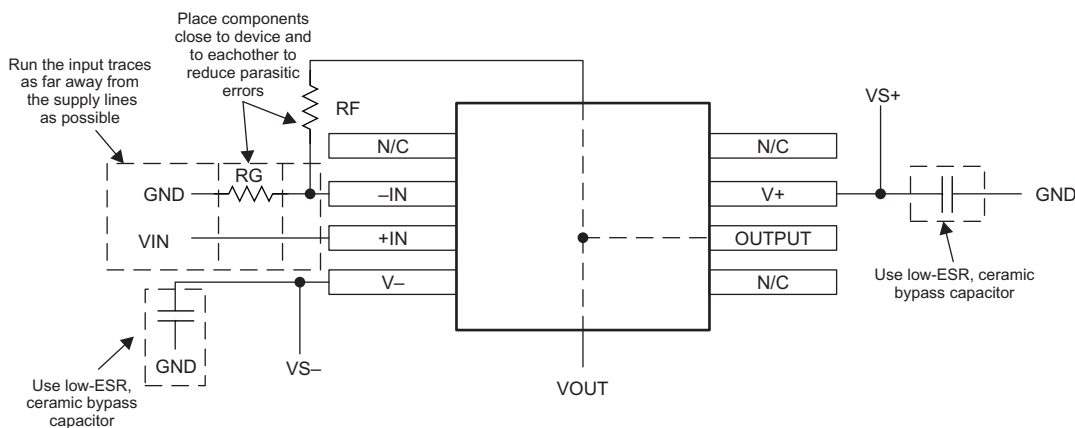 Place components
close to device and
to eachother to
reduce parasitic
errors
Run the input traces
as far away from
the supply lines
as possible
RF
VS+
N/C
N/C
RG
GND
–IN
V+
GND
VIN
+IN
OUTPUT
V–
N/C
Use low-ESR, ceramic
bypass capacitor
GND
VS–
VOUT
Use low-ESR,
ceramic bypass
capacitor